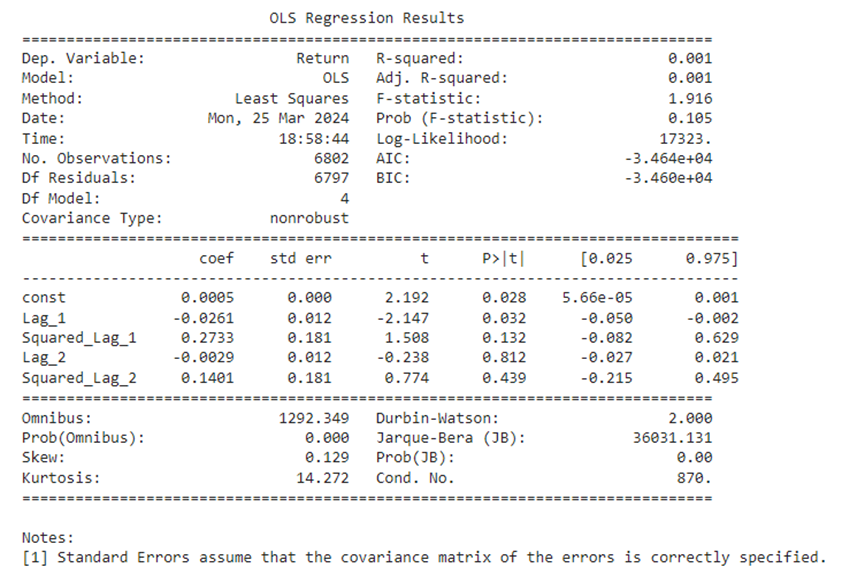 OLS Regression Results
==============================================================================
Dep. Variable: Return R-squared: 0.001
Model: OLS Adj. R-squared: 0.001
Method: Least Squares F-statistic: 1.916
Date: Mon, 25 Mar 2024 Prob (F-statistic): 0.105
Time: 18:58:44 Log-Likelihood: 17323.
No. Observations: 6802 AIC: -3.464e+04
Df Residuals: 6797 BIC: -3.460e+04
Df Model: 4
Covariance Type: nonrobust
=================================================================================
coef std err t P>|t| [0.025 0.975]
---------------------------------------------------------------------------------
const 0.0005 0.000 2.192 0.028 5.66e-05 0.001
Lag_1 -0.0261 0.012 -2.147 0.032 -0.050 -0.002
Squared_Lag_1 0.2733 0.181 1.508 0.132 -0.082 0.629
Lag_2 -0.0029 0.012 -0.238 0.812 -0.027 0.021
Squared_Lag_2 0.1401 0.181 0.774 0.439 -0.215 0.495
==============================================================================
Omnibus: 1292.349 Durbin-Watson: 2.000
Prob(Omnibus): 0.000 Jarque-Bera (JB): 36031.131
Skew: 0.129 Prob(JB): 0.00
Kurtosis: 14.272 Cond. No. 870.
==============================================================================
Notes:
[1] Standard Errors assume that the covariance matrix of the errors is correctly specified.